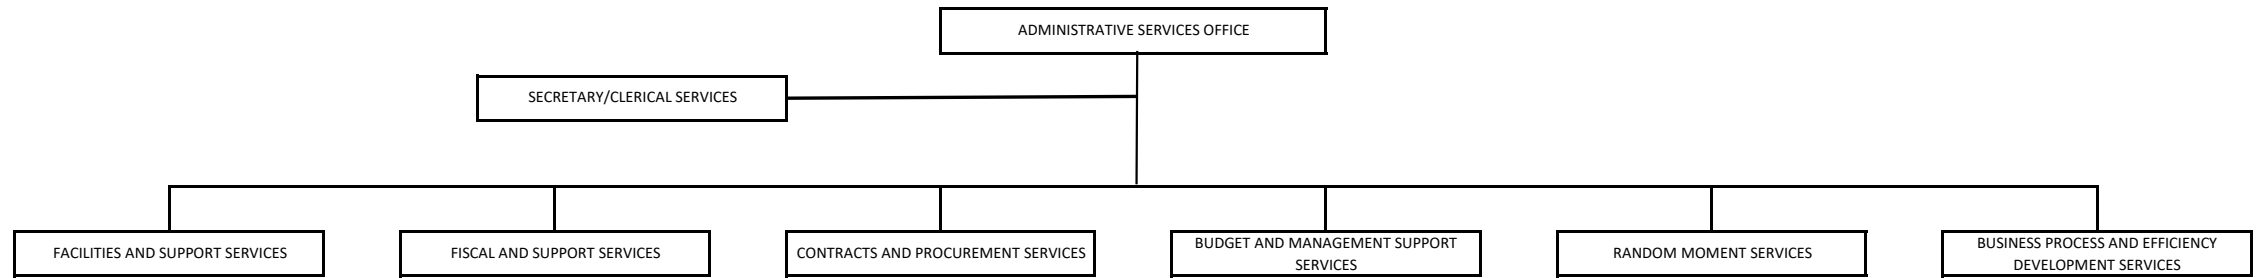 ADMINISTRATIVE SERVICES OFFICE
SECRETARY/CLERICAL SERVICES
FACILITIES AND SUPPORT SERVICES
FISCAL AND SUPPORT SERVICES
CONTRACTS AND PROCUREMENT SERVICES
BUDGET AND MANAGEMENT SUPPORT
SERVICES
RANDOM MOMENT SERVICES
BUSINESS PROCESS AND EFFICIENCY
DEVELOPMENT SERVICES